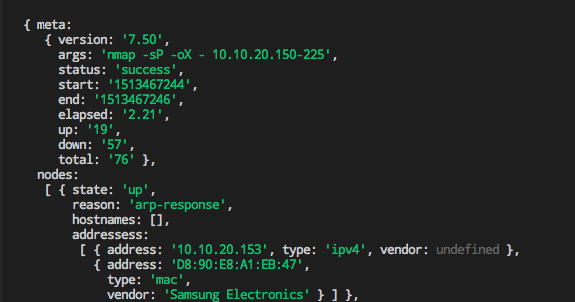 { meta:
{ version: '7.50',
args: 'nmap -sP -oX - 10.10.20.150-225',
status: 'success',
start: '1513467244',
end: '1513467246',
elapsed: '2.21',
up: '19',
down: '57',
total: '76' },
nodes:
[ { state: 'up',
reason: 'arp-response',
hostnames: [],
addressess:
[ { address: '10.10.20.153', type: 'ipv4', vendor: undefined },
{ address: 'D8:90:E8:A1:EB:47',
type: 'mac',
vendor: 'Samsung Electronics' } ] },